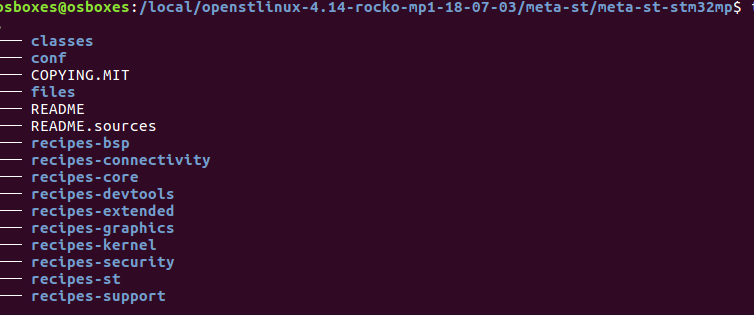 osboxes@osboxes:/local/openstlinux-4.14-rocko-mp1-18-07-03/meta-st/meta-st-stm32mp$
classes
conf
COPYING.MIT
files
README
README.sources
recipes-bsp
recipes-connectivity
recipes-core
recipes-devtools
recipes-extended
recipes-graphics
recipes-kernel
recipes-security
recipes-st
recipes-support